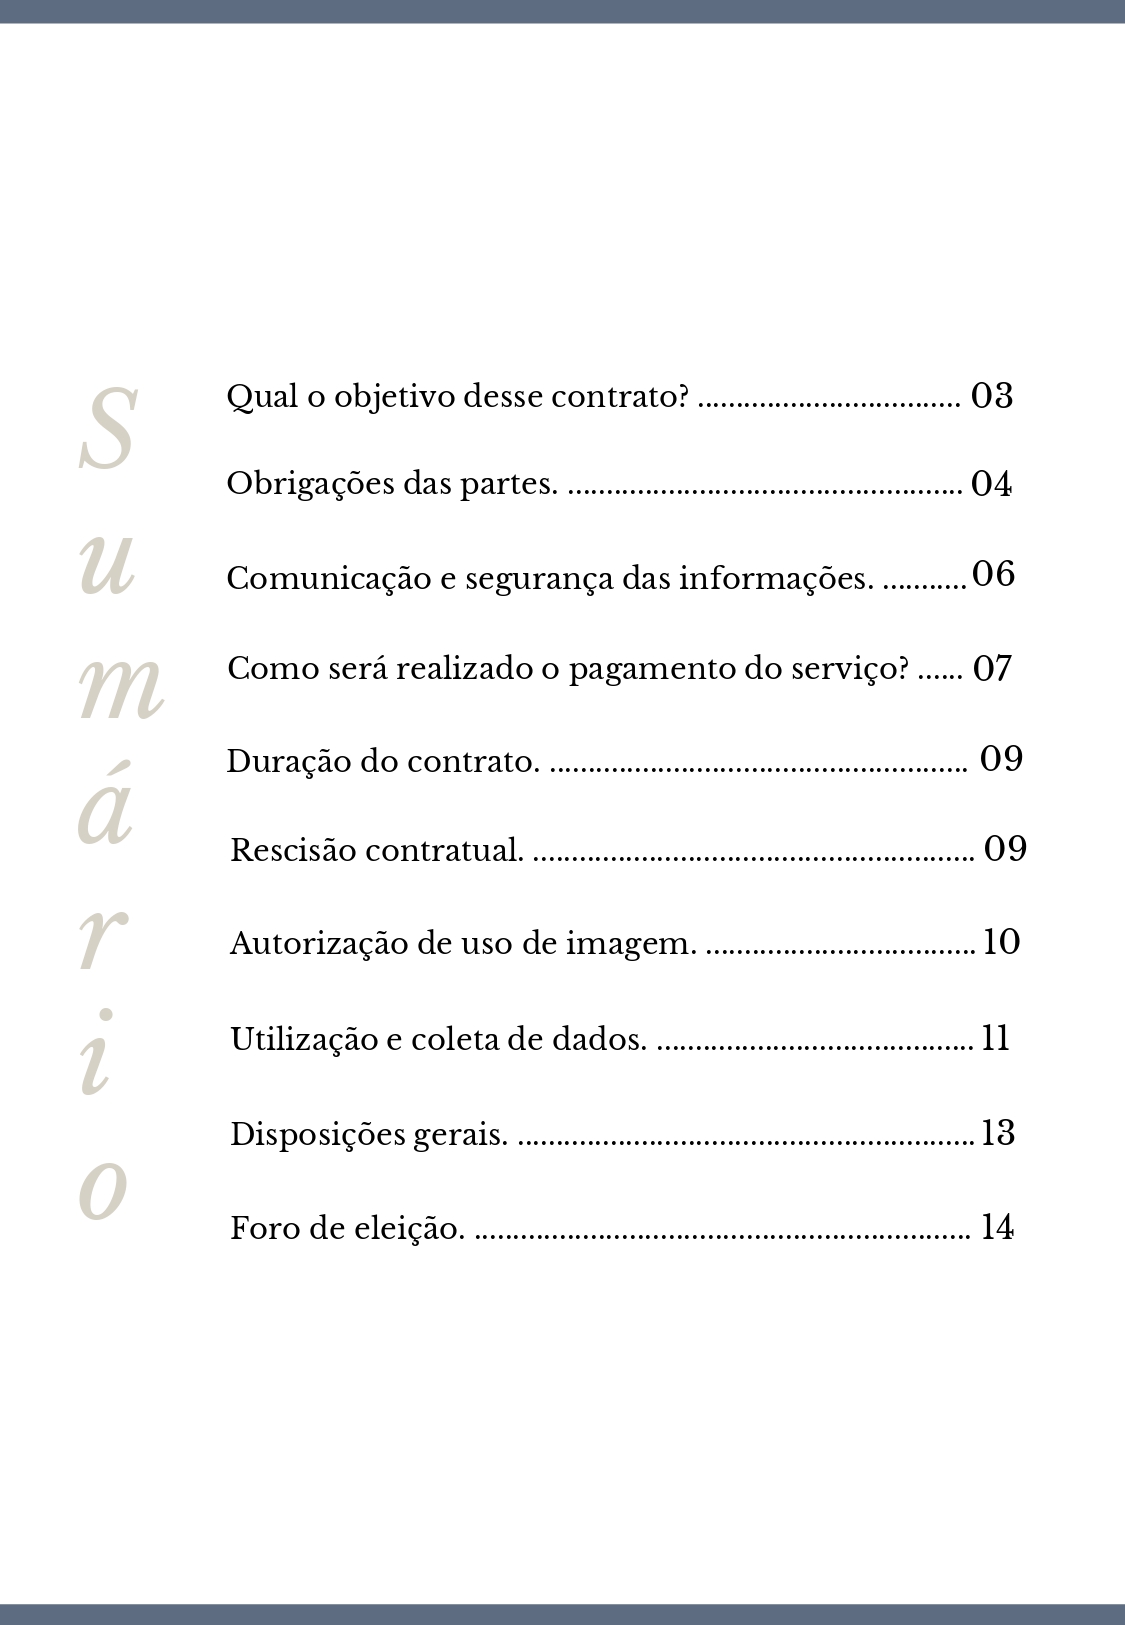 Sumário
Qual o objetivo desse contrato? .................................. 03
Obrigações das partes. ................................................... 04
Comunicação e segurança das informações. ...........06
Como será realizado o pagamento do serviço? ...... 07
Duração do contrato. ...................................................... 09
Rescisão contratual. ......................................................... 09
Autorização de uso de imagem. ................................... 10
Utilização e coleta de dados. ......................................... 11
Disposições gerais. ........................................................... 13
Foro de eleição. ................................................................ 14